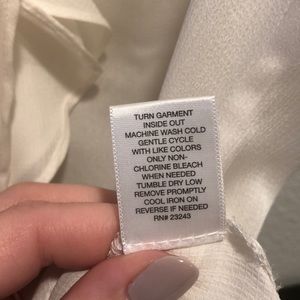 TURN GARMENT
INSIDE OUT
MACHINE WASH COLD
GENTLE CYCLE
WITH LIKE COLORS
ONLY NON-
CHLORINE BLEACH
WHEN NEEDED
TUMBLE DRY LOW
REMOVE PROMPTLY
COOL IRON ON
REVERSE IF NEEDED
RN# 23243